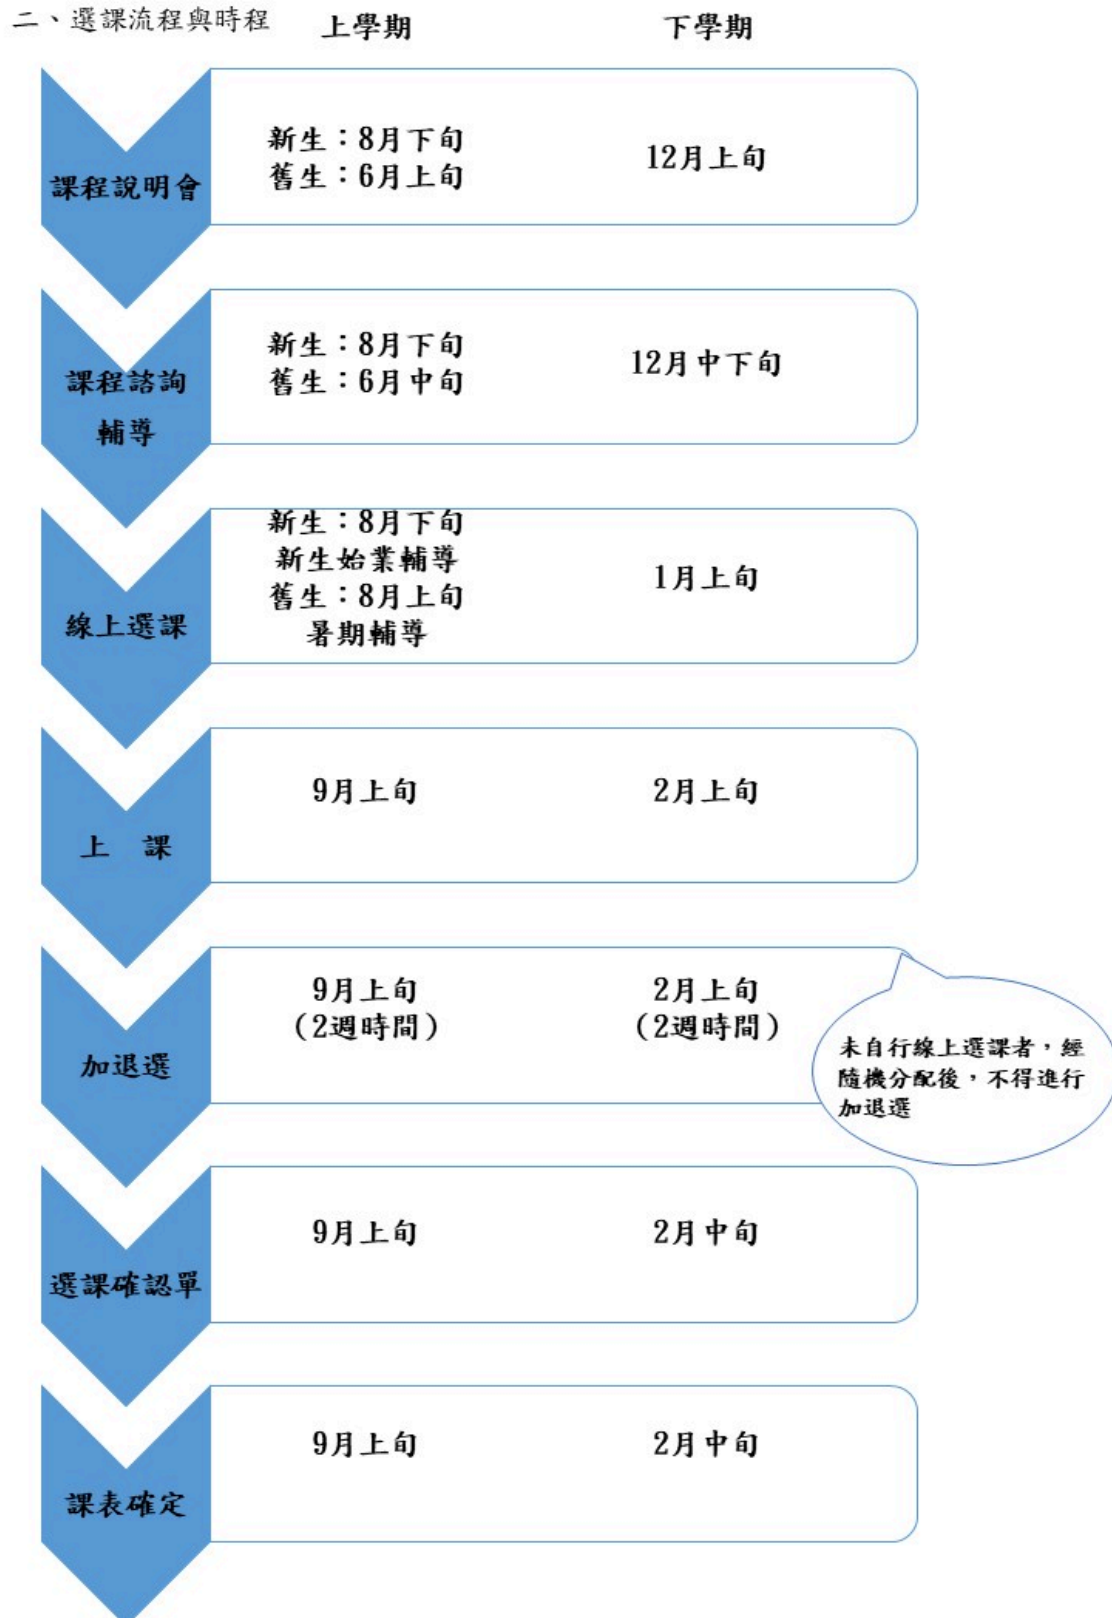 二、選課流程與時程
上學期
下學期
課程說明會
新生：8月下旬
舊生：6月上旬
12月上旬
課程諮詢
輔導
新生：8月下旬
舊生：6月中旬
12月中下旬
線上選課
新生：8月下旬
新生始業輔導
舊生：8月上旬
暑期輔導
1月上旬
上　課
9月上旬
2月上旬
加退選
9月上旬
（2週時間）
2月上旬
（2週時間）
未自行線上選課者，經
隨機分配後，不得進行
加退選
選課確認單
9月上旬
2月中旬
課表確定
9月上旬
2月中旬